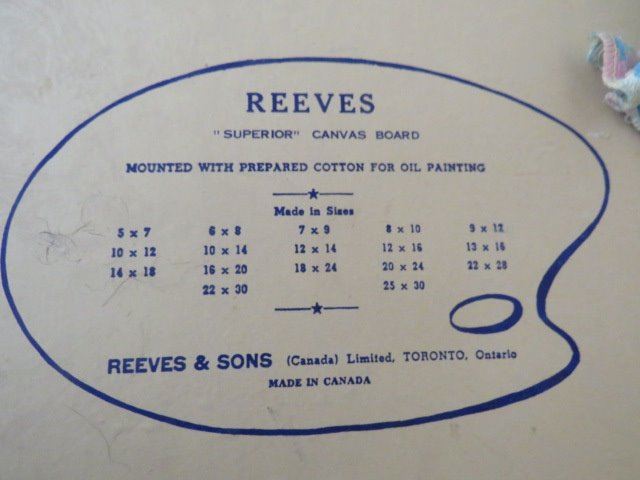 REEVES
"SUPERIOR" CANVAS BOARD
MOUNTED WITH PREPARED COTTON FOR OIL PAINTING
Made in Sizes
5 x 7 6 x 8 7 x 9 8 x 10 9 x 12
10 x 12 10 x 14 12 x 14 12 x 16 13 x 16
14 x 18 16 x 20 18 x 24 20 x 24 22 x 28
22 x 30 25 x 30
REEVES & SONS (Canada) Limited, TORONTO, Ontario
MADE IN CANADA